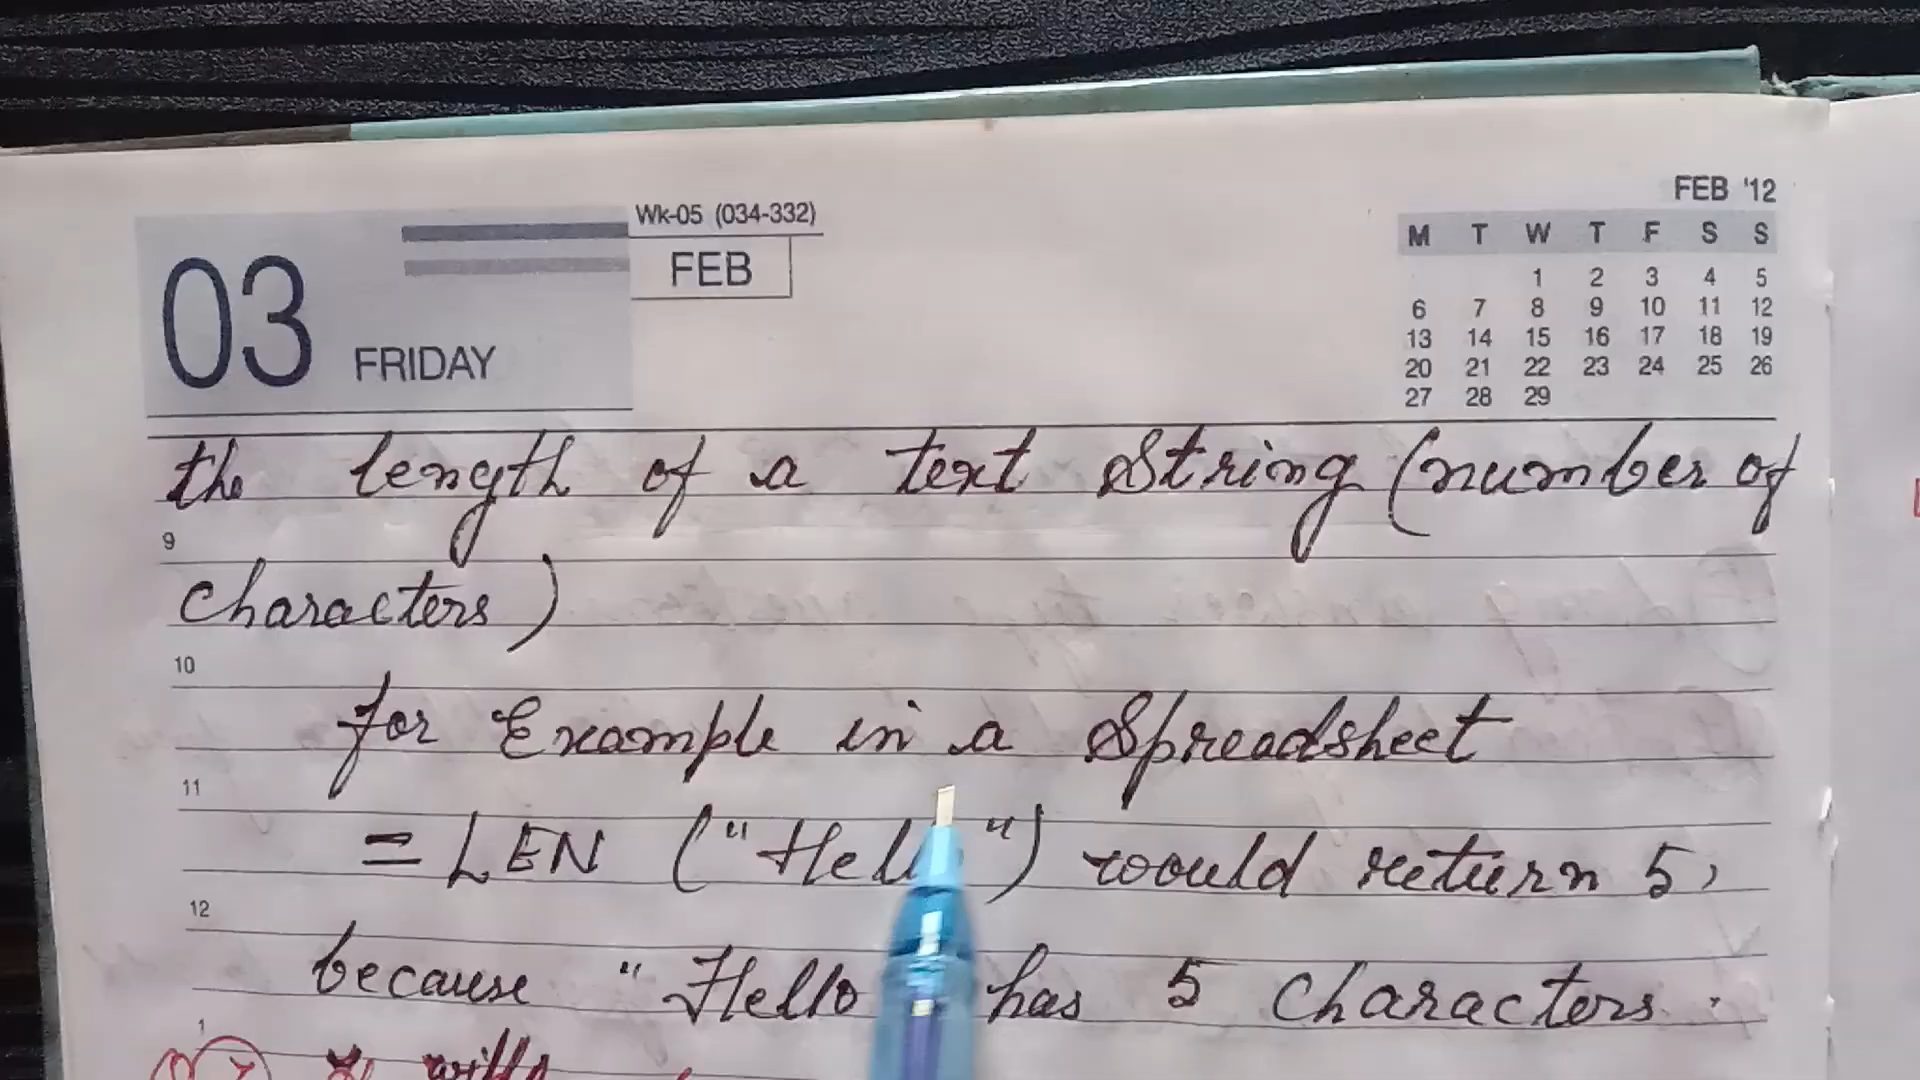 FEB '12
Wk-05 (034-332)
FEB
03 FRIDAY
M T W T F S S
1 2 3 4 5
6 7 8 9 10 11 12
13 14 15 16 17 18 19
20 21 22 23 24 25 26
27 28 29
the length of a text String (number of
9
Characters)
10
for Example in a Spreadsheet
11
= LEN ("Hell ") would return 5,
12
because "Hello has 5 Characters.
1